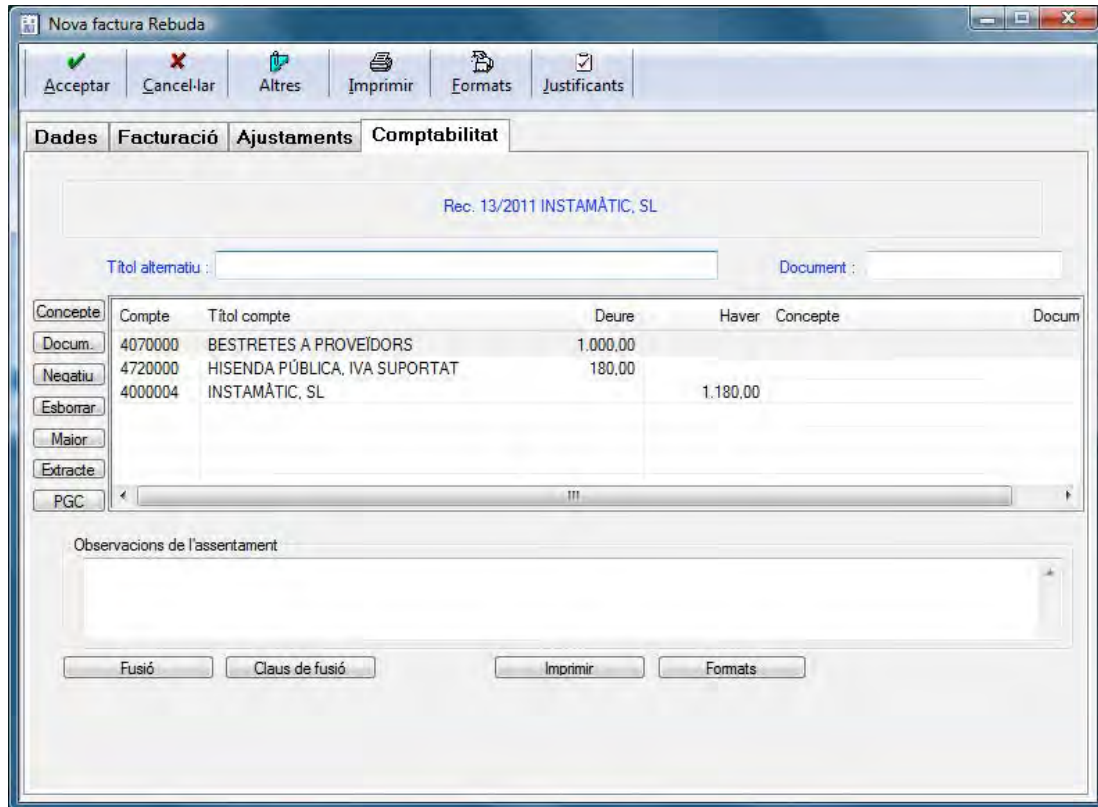 Nova factura Rebuda
Acceptar Cancel·lar Altres Imprimir Formats Justificants
Dades Facturació Ajustaments Comptabilitat
Rec. 13/2011 INSTAMÀTIC, SL
Títol alternatiu : Document :
Concepte Compte Títol compte Deure Haver Concepte Docum
Docum. 4070000 BESTRETES A PROVEÏDORS 1.000,00
Negatiu 4720000 HISENDA PÚBLICA, IVA SUPORTAT 180,00
4000004 INSTAMÀTIC, SL 1.180,00
Esborrar
Major
Extracte
PGC
Observacions de l'assentament
Fusió Claus de fusió Imprimir Formats